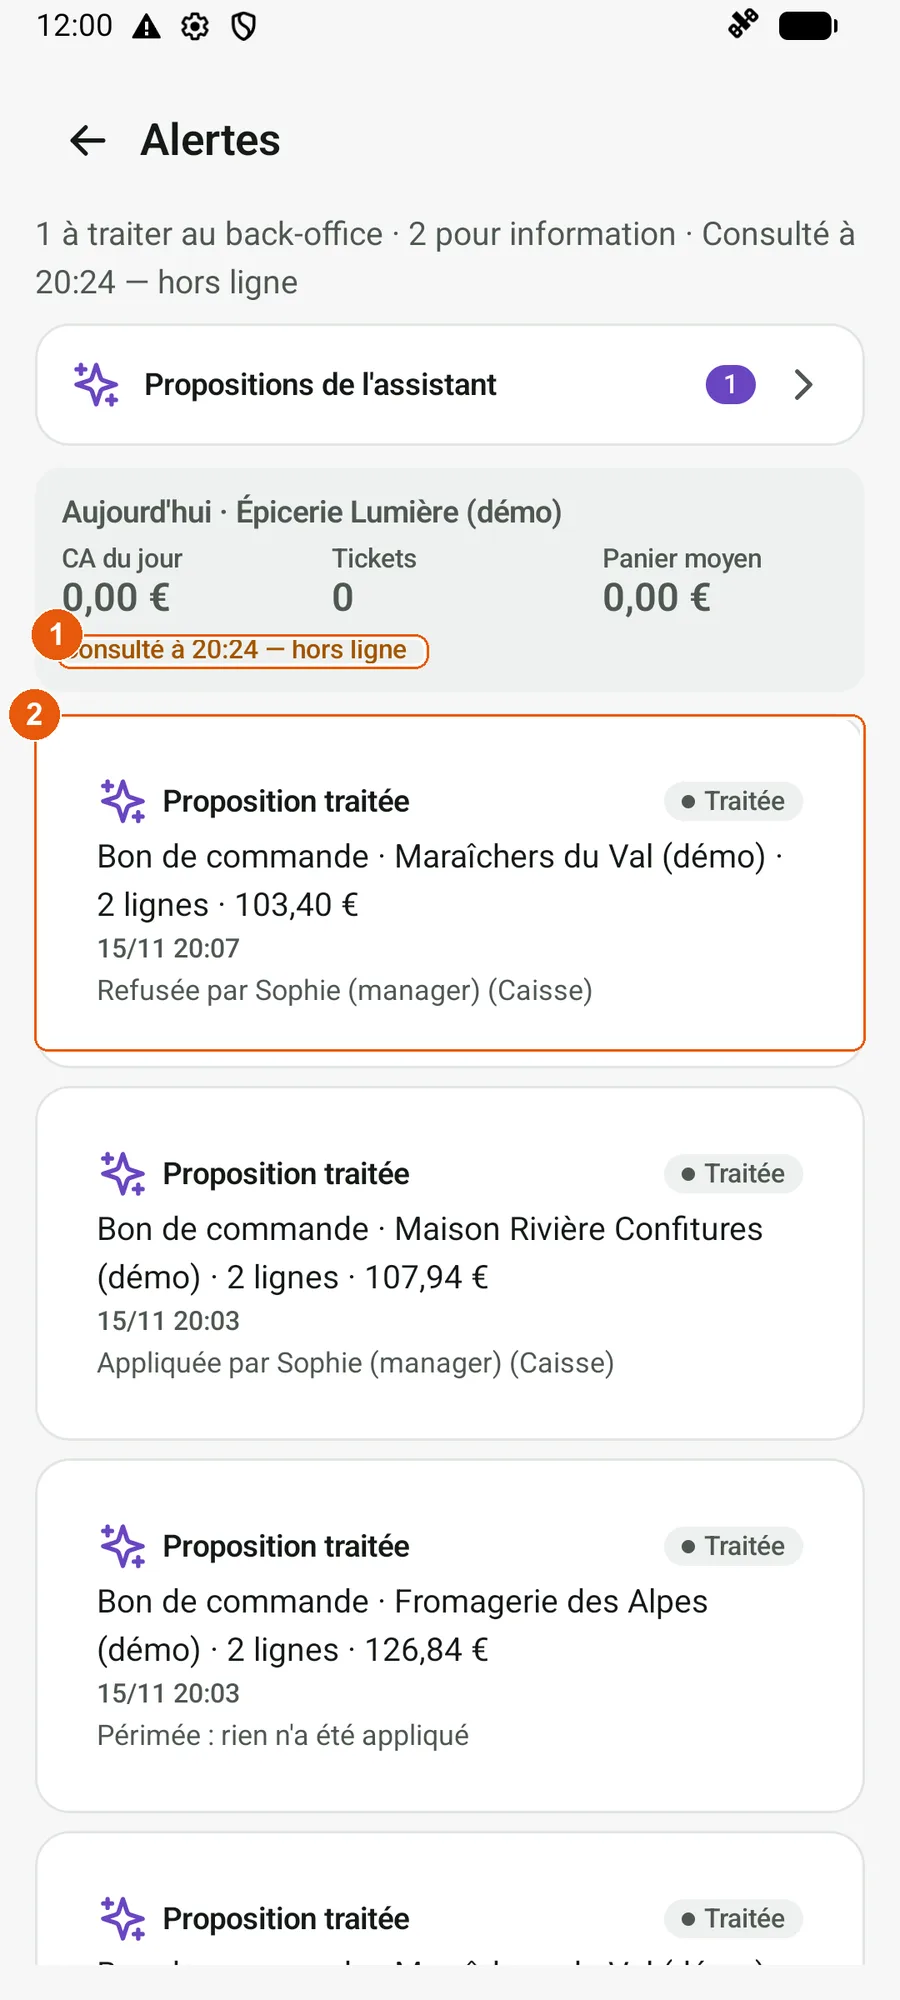 12:00
Alertes
1 à traiter au back-office · 2 pour information · Consulté à
20:24 — hors ligne
Propositions de l'assistant
1
Aujourd'hui · Épicerie Lumière (démo)
CA du jour Tickets Panier moyen
0,00 € 0 0,00 €
1
onsulté à 20:24 — hors ligne
2
Proposition traitée Traitée
Bon de commande · Maraîchers du Val (démo) ·
2 lignes · 103,40 €
15/11 20:07
Refusée par Sophie (manager) (Caisse)
Proposition traitée Traitée
Bon de commande · Maison Rivière Confitures
(démo) · 2 lignes · 107,94 €
15/11 20:03
Appliquée par Sophie (manager) (Caisse)
Proposition traitée Traitée
Bon de commande · Fromagerie des Alpes
(démo) · 2 lignes · 126,84 €
15/11 20:03
Périmée : rien n'a été appliqué
Proposition traitée Traitée